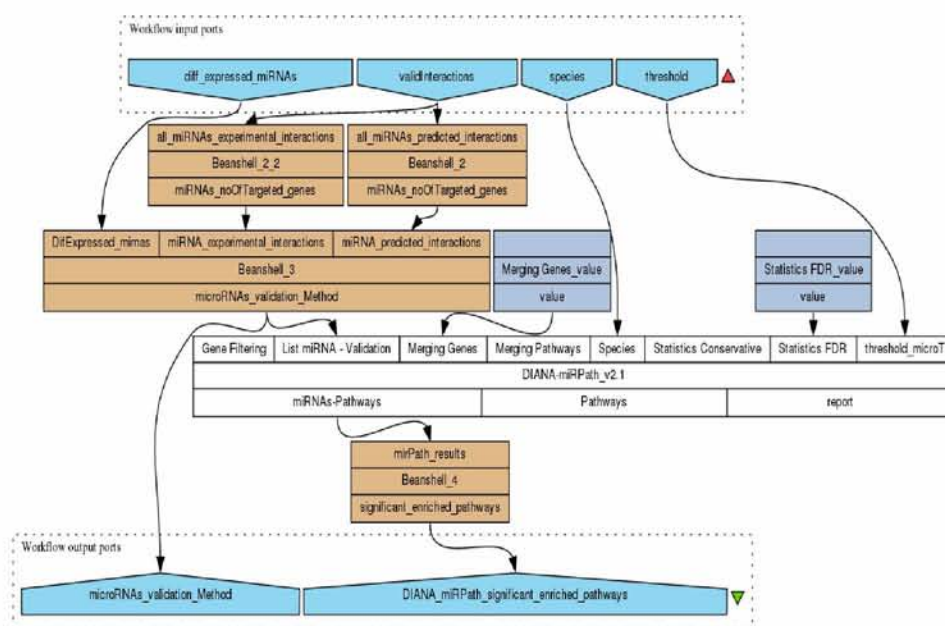 Workflow input ports
diff_expressed_miRNAs validInteractions species threshold
all_miRNAs_experimental_interactions all_miRNAs_predicted_interactions
Beanshell_2_2 Beanshell_2
miRNAs_noOfTargeted_genes miRNAs_noOfTargeted_genes
DifExpressed_mirnas miRNA_experimental_interactions miRNA_predicted_interactions
Beanshell_3 Merging Genes_value Statistics FDR_value
microRNAs_validation_Method value value
Gene Filtering List miRNA - Validation Merging Genes Merging Pathways Species Statistics Conservative Statistics FDR threshold_microT
DIANA-miRPath_v2.1
miRNAs-Pathways Pathways report
mirPath_results
Beanshell_4
significant_enriched_pathways
Workflow output ports
microRNAs_validation_Method DIANA_miRPath_significant_enriched_pathways